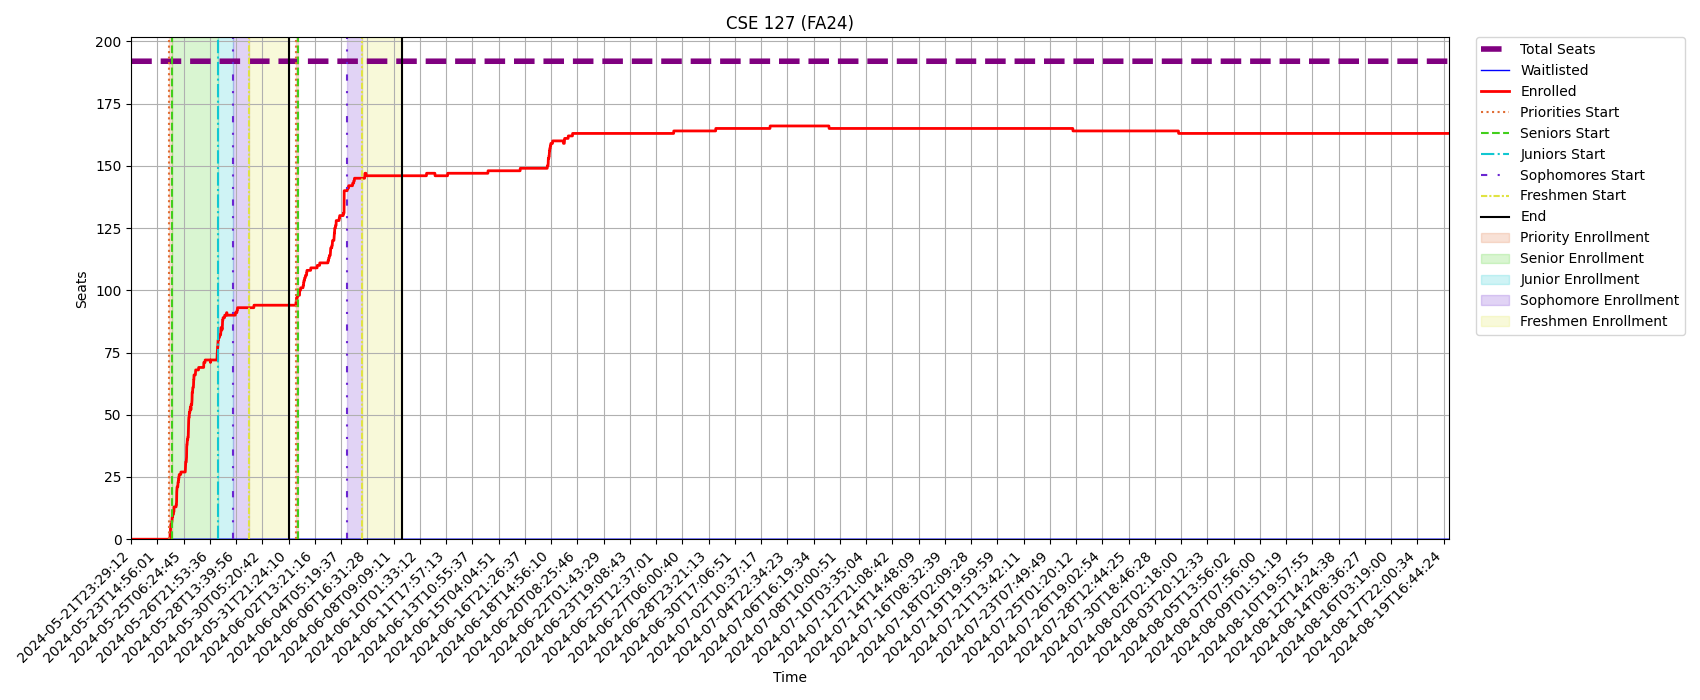 CSE 127 (FA24)
200
175
150
125
100
75
50
25
0
Seats
2024-05-21T23:29:12
2024-05-23T14:56:01
2024-05-25T06:24:45
2024-05-26T21:53:36
2024-05-28T13:39:56
2024-05-30T05:20:42
2024-05-31T21:24:10
2024-06-02T13:21:16
2024-06-04T05:19:37
2024-06-06T16:31:28
2024-06-08T09:09:11
2024-06-10T01:33:12
2024-06-11T17:57:13
2024-06-13T10:55:37
2024-06-15T04:04:51
2024-06-16T21:26:37
2024-06-18T14:56:10
2024-06-20T08:25:46
2024-06-22T01:43:29
2024-06-23T19:08:43
2024-06-25T12:37:01
2024-06-27T06:00:40
2024-06-28T23:21:13
2024-06-30T17:06:51
2024-07-02T10:37:17
2024-07-04T22:34:23
2024-07-06T16:19:34
2024-07-08T10:00:51
2024-07-10T03:35:04
2024-07-12T21:08:42
2024-07-14T14:48:09
2024-07-16T08:32:39
2024-07-18T02:09:28
2024-07-19T19:59:59
2024-07-21T13:42:11
2024-07-23T07:49:49
2024-07-25T01:20:12
2024-07-26T19:02:54
2024-07-28T12:44:25
2024-07-30T18:46:28
2024-08-02T02:18:00
2024-08-03T20:12:33
2024-08-05T13:56:02
2024-08-07T07:56:00
2024-08-09T01:51:19
2024-08-10T19:57:55
2024-08-12T14:24:38
2024-08-14T08:36:27
2024-08-16T03:19:00
2024-08-17T22:00:34
2024-08-19T16:44:24
Time
Total Seats
Waitlisted
Enrolled
Priorities Start
Seniors Start
Juniors Start
Sophomores Start
Freshmen Start
End
Priority Enrollment
Senior Enrollment
Junior Enrollment
Sophomore Enrollment
Freshmen Enrollment